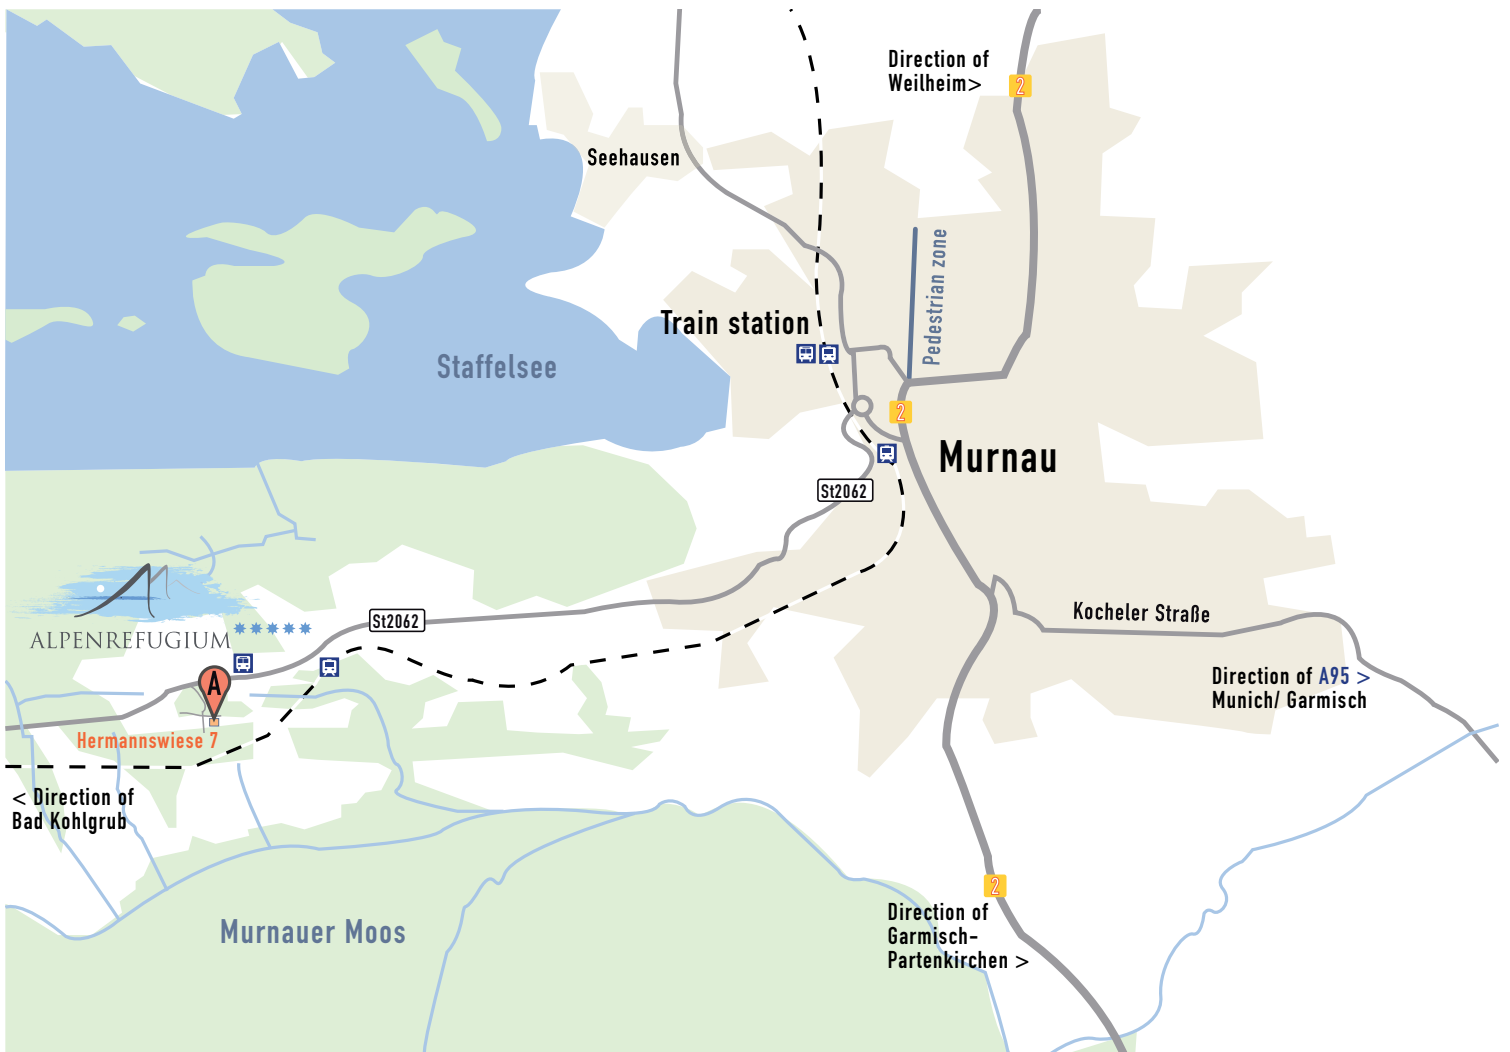 Direction of
Weilheim>
2
Seehausen
Pedestrian zone
Train station
Staffelsee
2
Murnau
St2062
St2062
ALPENREFUGIUM
Kocheler Straße
A
Direction of A95 >
Munich/ Garmisch
Hermannswiese 7
< Direction of
Bad Kohlgrub
2
Direction of
Garmisch-
Partenkirchen >
Murnauer Moos